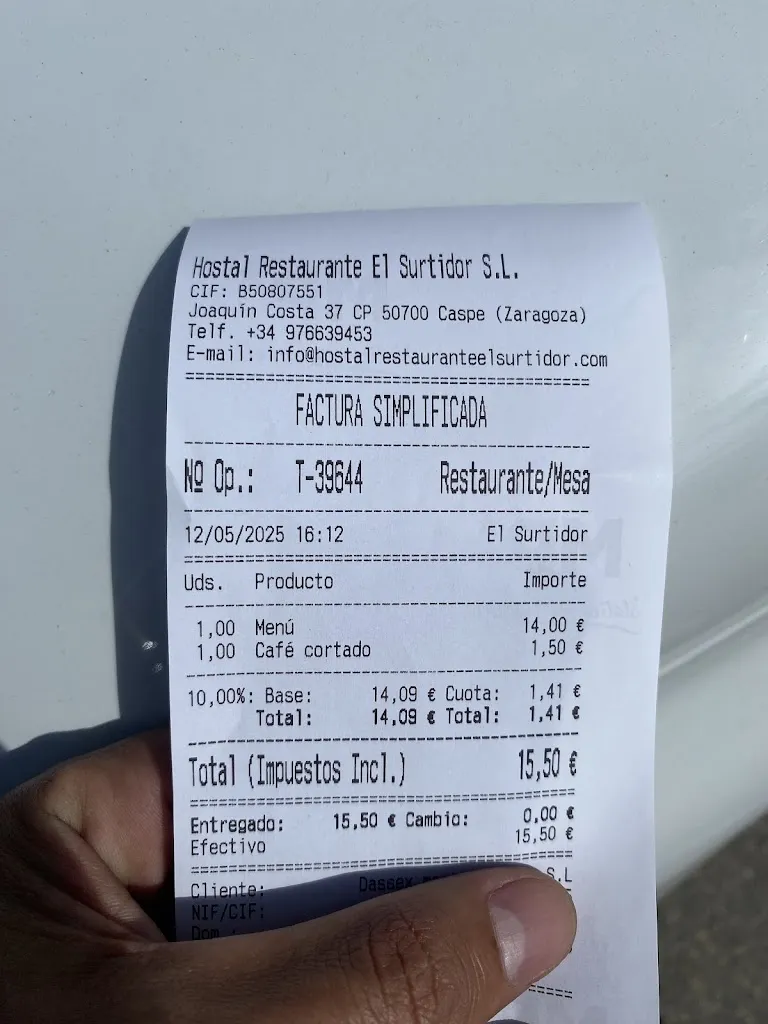 Hostal Restaurante El Surtidor S.L.
CIF: B50807551
Joaquín Costa 37 CP 50700 Caspe (Zaragoza)
Telf. +34 976639453
E-mail: info@hostalrestauranteelsurtidor.com
FACTURA SIMPLIFICADA
Nº Op.: T-39644 Restaurante/Mesa
12/05/2025 16:12 El Surtidor
Uds. Producto Importe
1,00 Menú 14,00 €
1,00 Café cortado 1,50 €
10,00%: Base: 14,09 € Cuota: 1,41 €
Total: 14,09 € Total: 1,41 €
Total (Impuestos Incl.) 15,50 €
Entregado: 15,50 € Cambio: 0,00 €
Efectivo 15,50 €
Cliente: Dassex S.L
NIF/CIF:
Dom.: